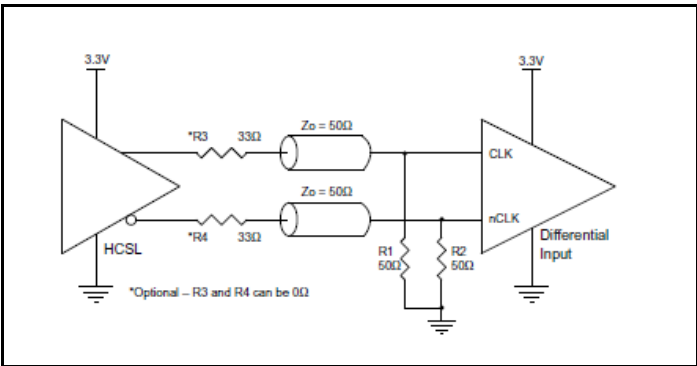 3.3V
3.3V
*R3 33Ω
Zo = 50Ω
CLK
Zo = 50Ω
*R4 33Ω
nCLK
HCSL
R1
50Ω
R2
50Ω
Differential
Input
*Optional – R3 and R4 can be 0Ω